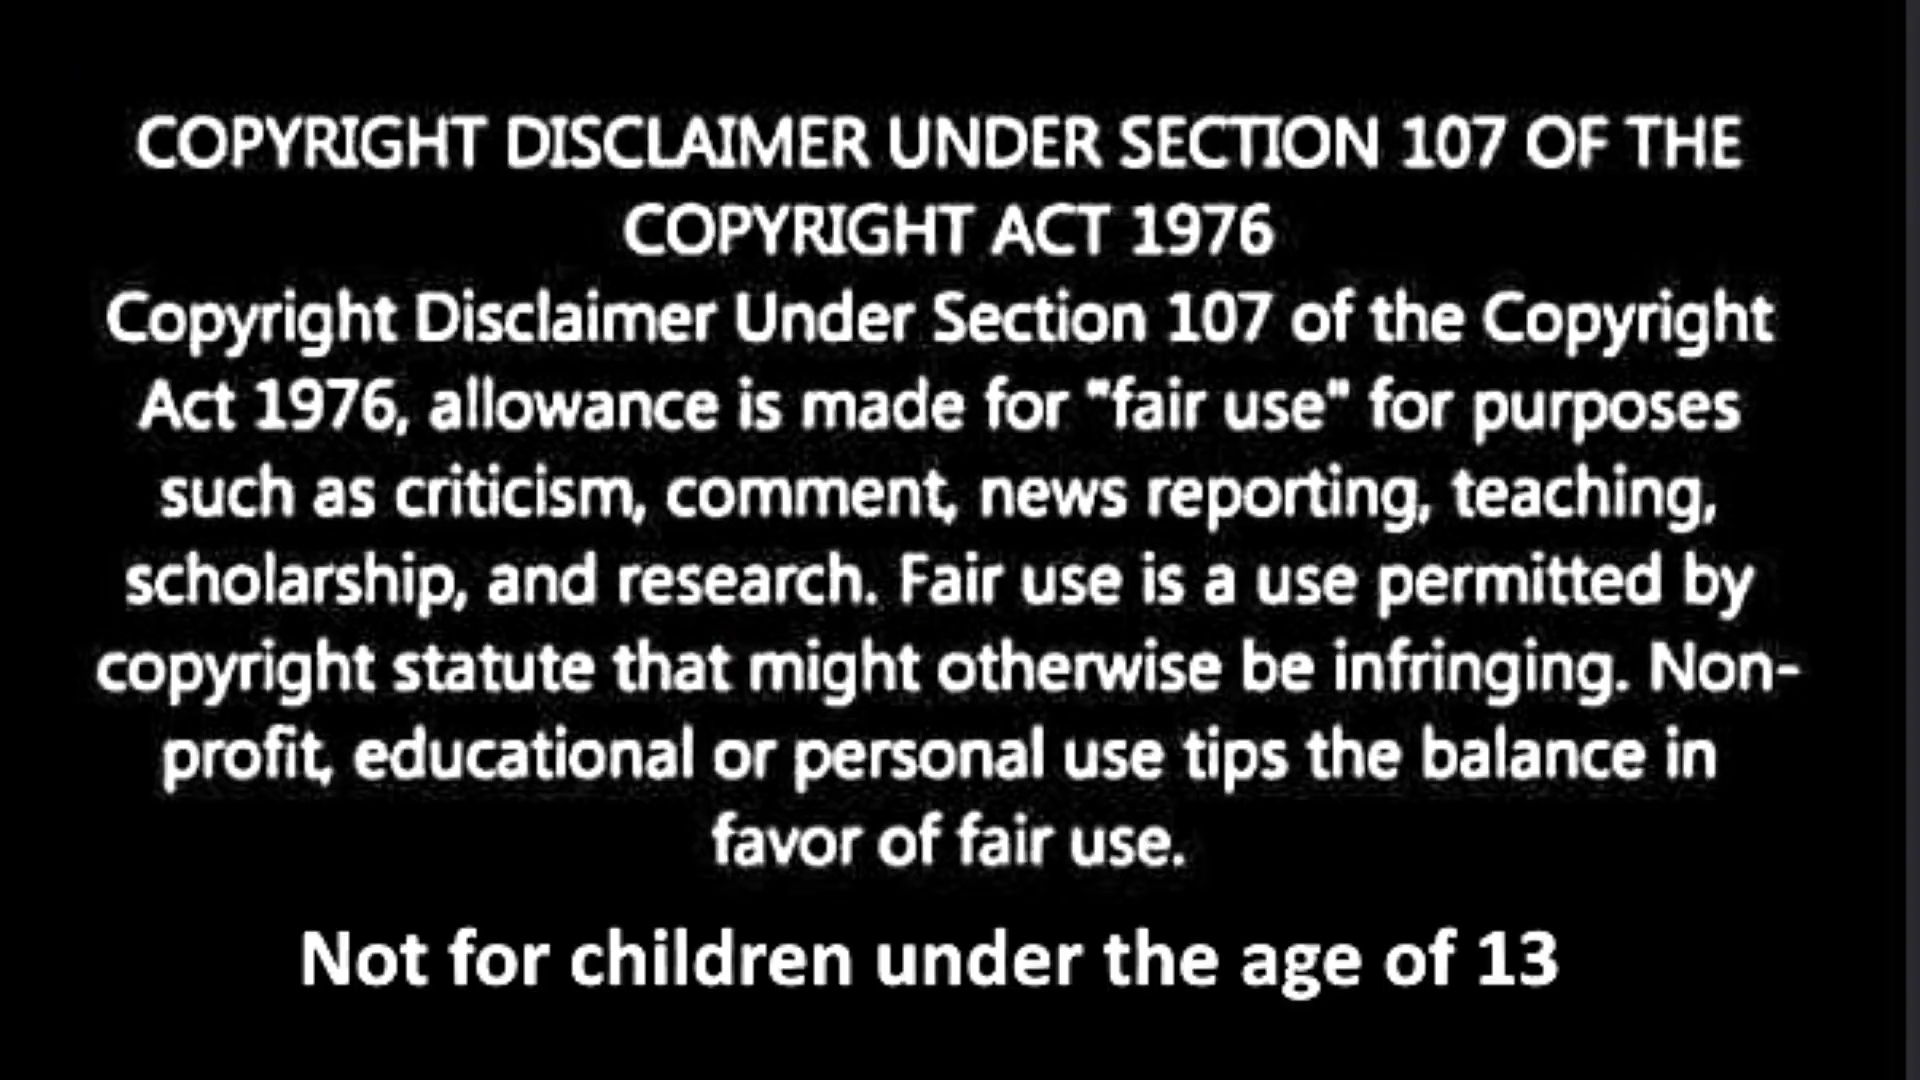 COPYRIGHT DISCLAIMER UNDER SECTION 107 OF THE
COPYRIGHT ACT 1976
Copyright Disclaimer Under Section 107 of the Copyright
Act 1976, allowance is made for "fair use" for purposes
such as criticism, comment, news reporting, teaching,
scholarship, and research. Fair use is a use permitted by
copyright statute that might otherwise be infringing. Non-
profit, educational or personal use tips the balance in
favor of fair use.
Not for children under the age of 13